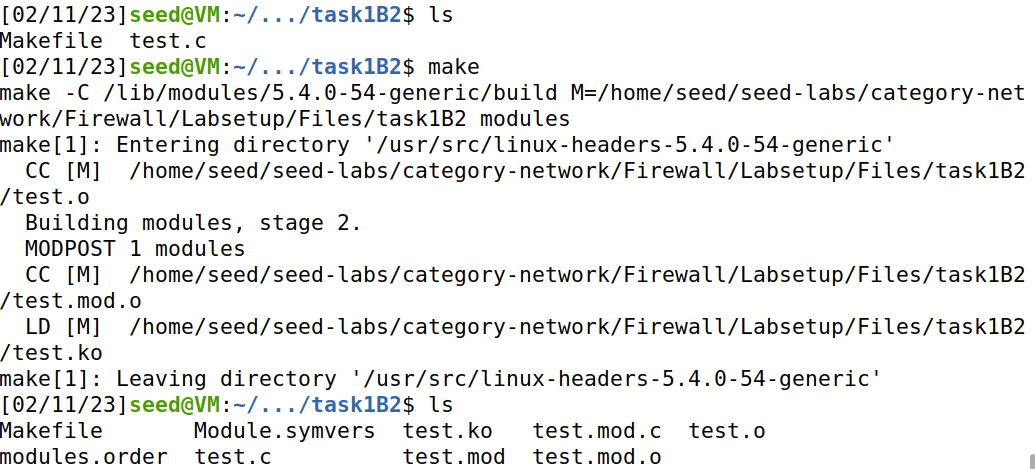 [02/11/23]seed@VM:~/.../task1B2$ ls
Makefile  test.c
[02/11/23]seed@VM:~/.../task1B2$ make
make -C /lib/modules/5.4.0-54-generic/build M=/home/seed/seed-labs/category-net
work/Firewall/Labsetup/Files/task1B2 modules
make[1]: Entering directory '/usr/src/linux-headers-5.4.0-54-generic'
  CC [M]  /home/seed/seed-labs/category-network/Firewall/Labsetup/Files/task1B2
/test.o
  Building modules, stage 2.
  MODPOST 1 modules
  CC [M]  /home/seed/seed-labs/category-network/Firewall/Labsetup/Files/task1B2
/test.mod.o
  LD [M]  /home/seed/seed-labs/category-network/Firewall/Labsetup/Files/task1B2
/test.ko
make[1]: Leaving directory '/usr/src/linux-headers-5.4.0-54-generic'
[02/11/23]seed@VM:~/.../task1B2$ ls
Makefile       Module.symvers  test.ko   test.mod.c  test.o
modules.order  test.c          test.mod  test.mod.o